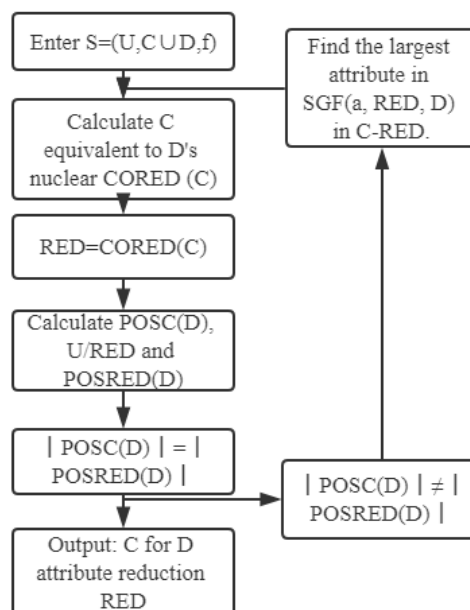 Enter S=(U,C∪D,f)
Find the largest
attribute in
SGF(a, RED, D)
in C-RED.
Calculate C
equivalent to D's
nuclear CORED (C)
RED=CORED(C)
Calculate POSC(D),
U/RED and
POSRED(D)
| POSC(D) | = |
POSRED(D) |
| POSC(D) | ≠ |
POSRED(D) |
Output: C for D
attribute reduction
RED